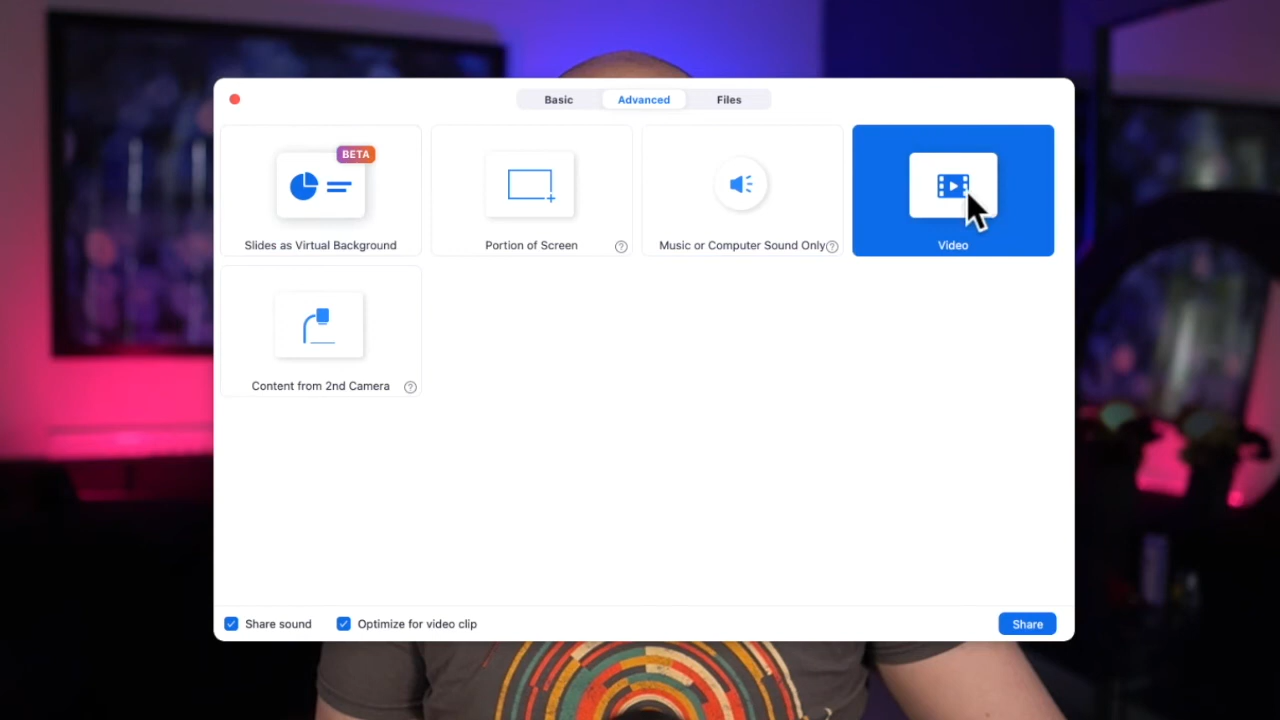 Basic Advanced Files
BETA
Slides as Virtual Background
Portion of Screen
Music or Computer Sound Only
Video
Content from 2nd Camera
Share sound
Optimize for video clip
Share